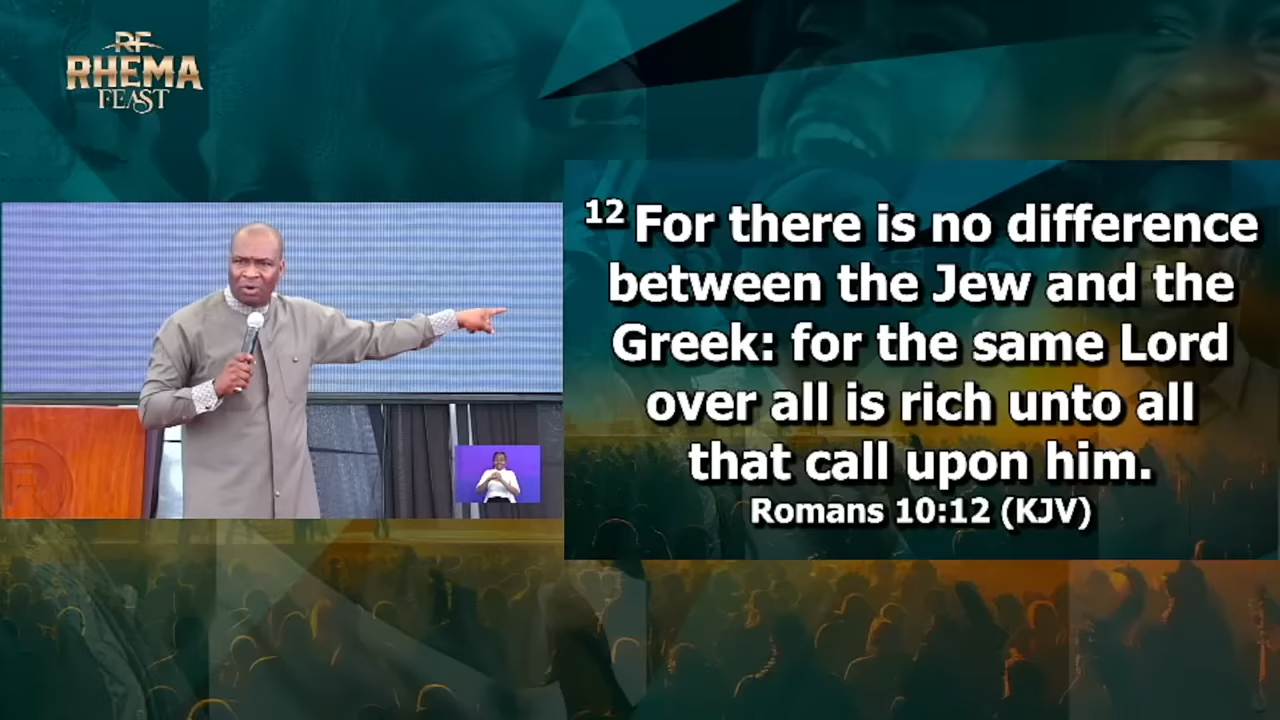 RF
RHEMA
FEAST
12 For there is no difference
between the Jew and the
Greek: for the same Lord
over all is rich unto all
that call upon him.
Romans 10:12 (KJV)
R